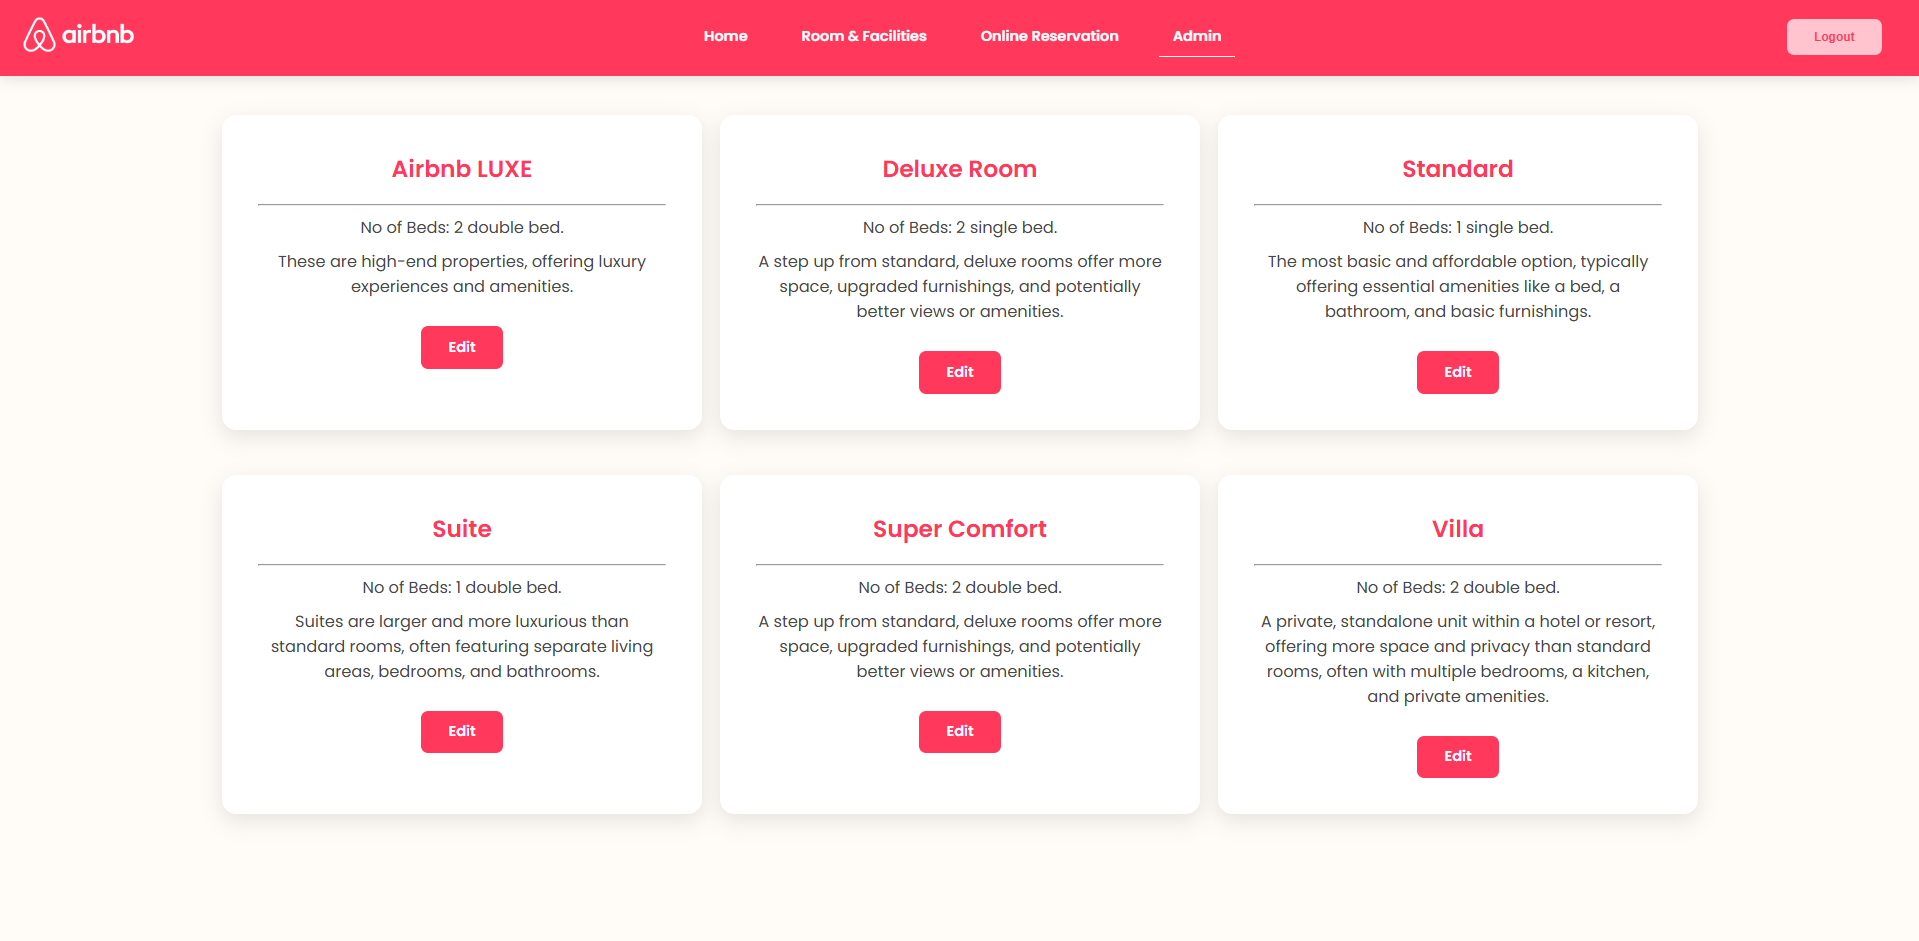 airbnb
Home
Room & Facilities
Online Reservation
Admin
Logout
Airbnb LUXE
No of Beds: 2 double bed.
These are high-end properties, offering luxury
experiences and amenities.
Edit
Deluxe Room
No of Beds: 2 single bed.
A step up from standard, deluxe rooms offer more
space, upgraded furnishings, and potentially
better views or amenities.
Edit
Standard
No of Beds: 1 single bed.
The most basic and affordable option, typically
offering essential amenities like a bed, a
bathroom, and basic furnishings.
Edit
Suite
No of Beds: 1 double bed.
Suites are larger and more luxurious than
standard rooms, often featuring separate living
areas, bedrooms, and bathrooms.
Edit
Super Comfort
No of Beds: 2 double bed.
A step up from standard, deluxe rooms offer more
space, upgraded furnishings, and potentially
better views or amenities.
Edit
Villa
No of Beds: 2 double bed.
A private, standalone unit within a hotel or resort,
offering more space and privacy than standard
rooms, often with multiple bedrooms, a kitchen,
and private amenities.
Edit